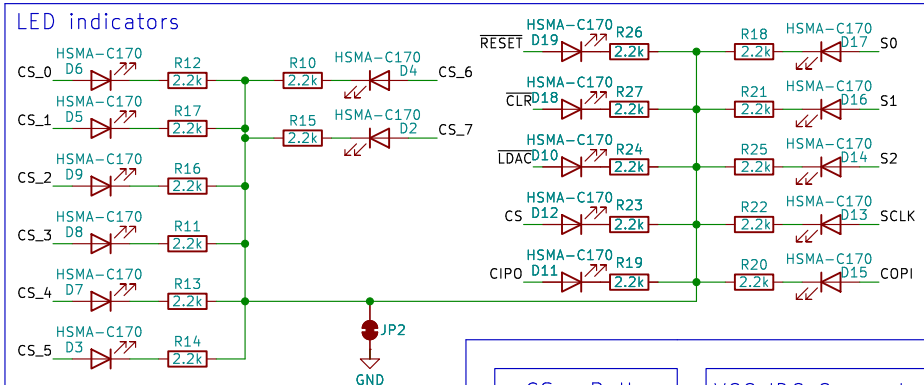 LED indicators
CS_0
HSMA-C170
D6
R12
2.2k
R10
2.2k
HSMA-C170
D4
CS_6
CS_1
HSMA-C170
D5
R17
2.2k
R15
2.2k
HSMA-C170
D2
CS_7
CS_2
HSMA-C170
D9
R16
2.2k
CS_3
HSMA-C170
D8
R11
2.2k
CS_4
HSMA-C170
D7
R13
2.2k
CS_5
HSMA-C170
D3
R14
2.2k
JP2
GND
RESET
HSMA-C170
D19
R26
2.2k
R18
2.2k
HSMA-C170
D17
S0
CLR
HSMA-C170
D18
R27
2.2k
R21
2.2k
HSMA-C170
D16
S1
LDAC
HSMA-C170
D10
R24
2.2k
R25
2.2k
HSMA-C170
D14
S2
CS
HSMA-C170
D12
R23
2.2k
R22
2.2k
HSMA-C170
D13
SCLK
CIPO
HSMA-C170
D11
R19
2.2k
R20
2.2k
HSMA-C170
D15
COPI